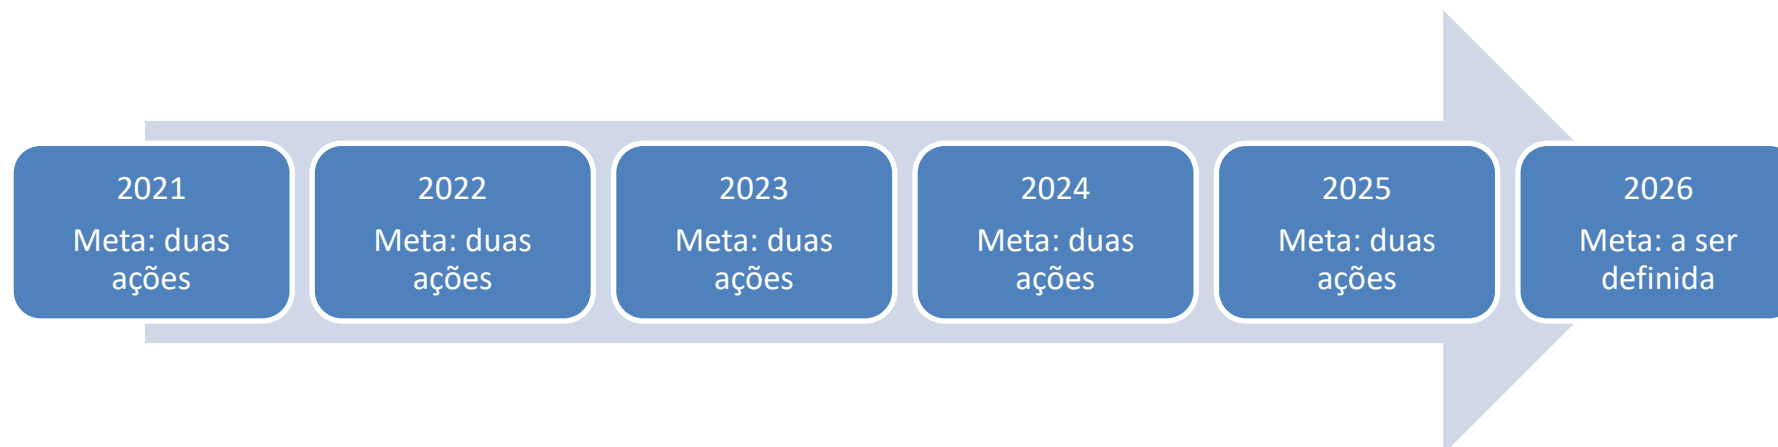 2021
Meta: duas
ações
2022
Meta: duas
ações
2023
Meta: duas
ações
2024
Meta: duas
ações
2025
Meta: duas
ações
2026
Meta: a ser
definida